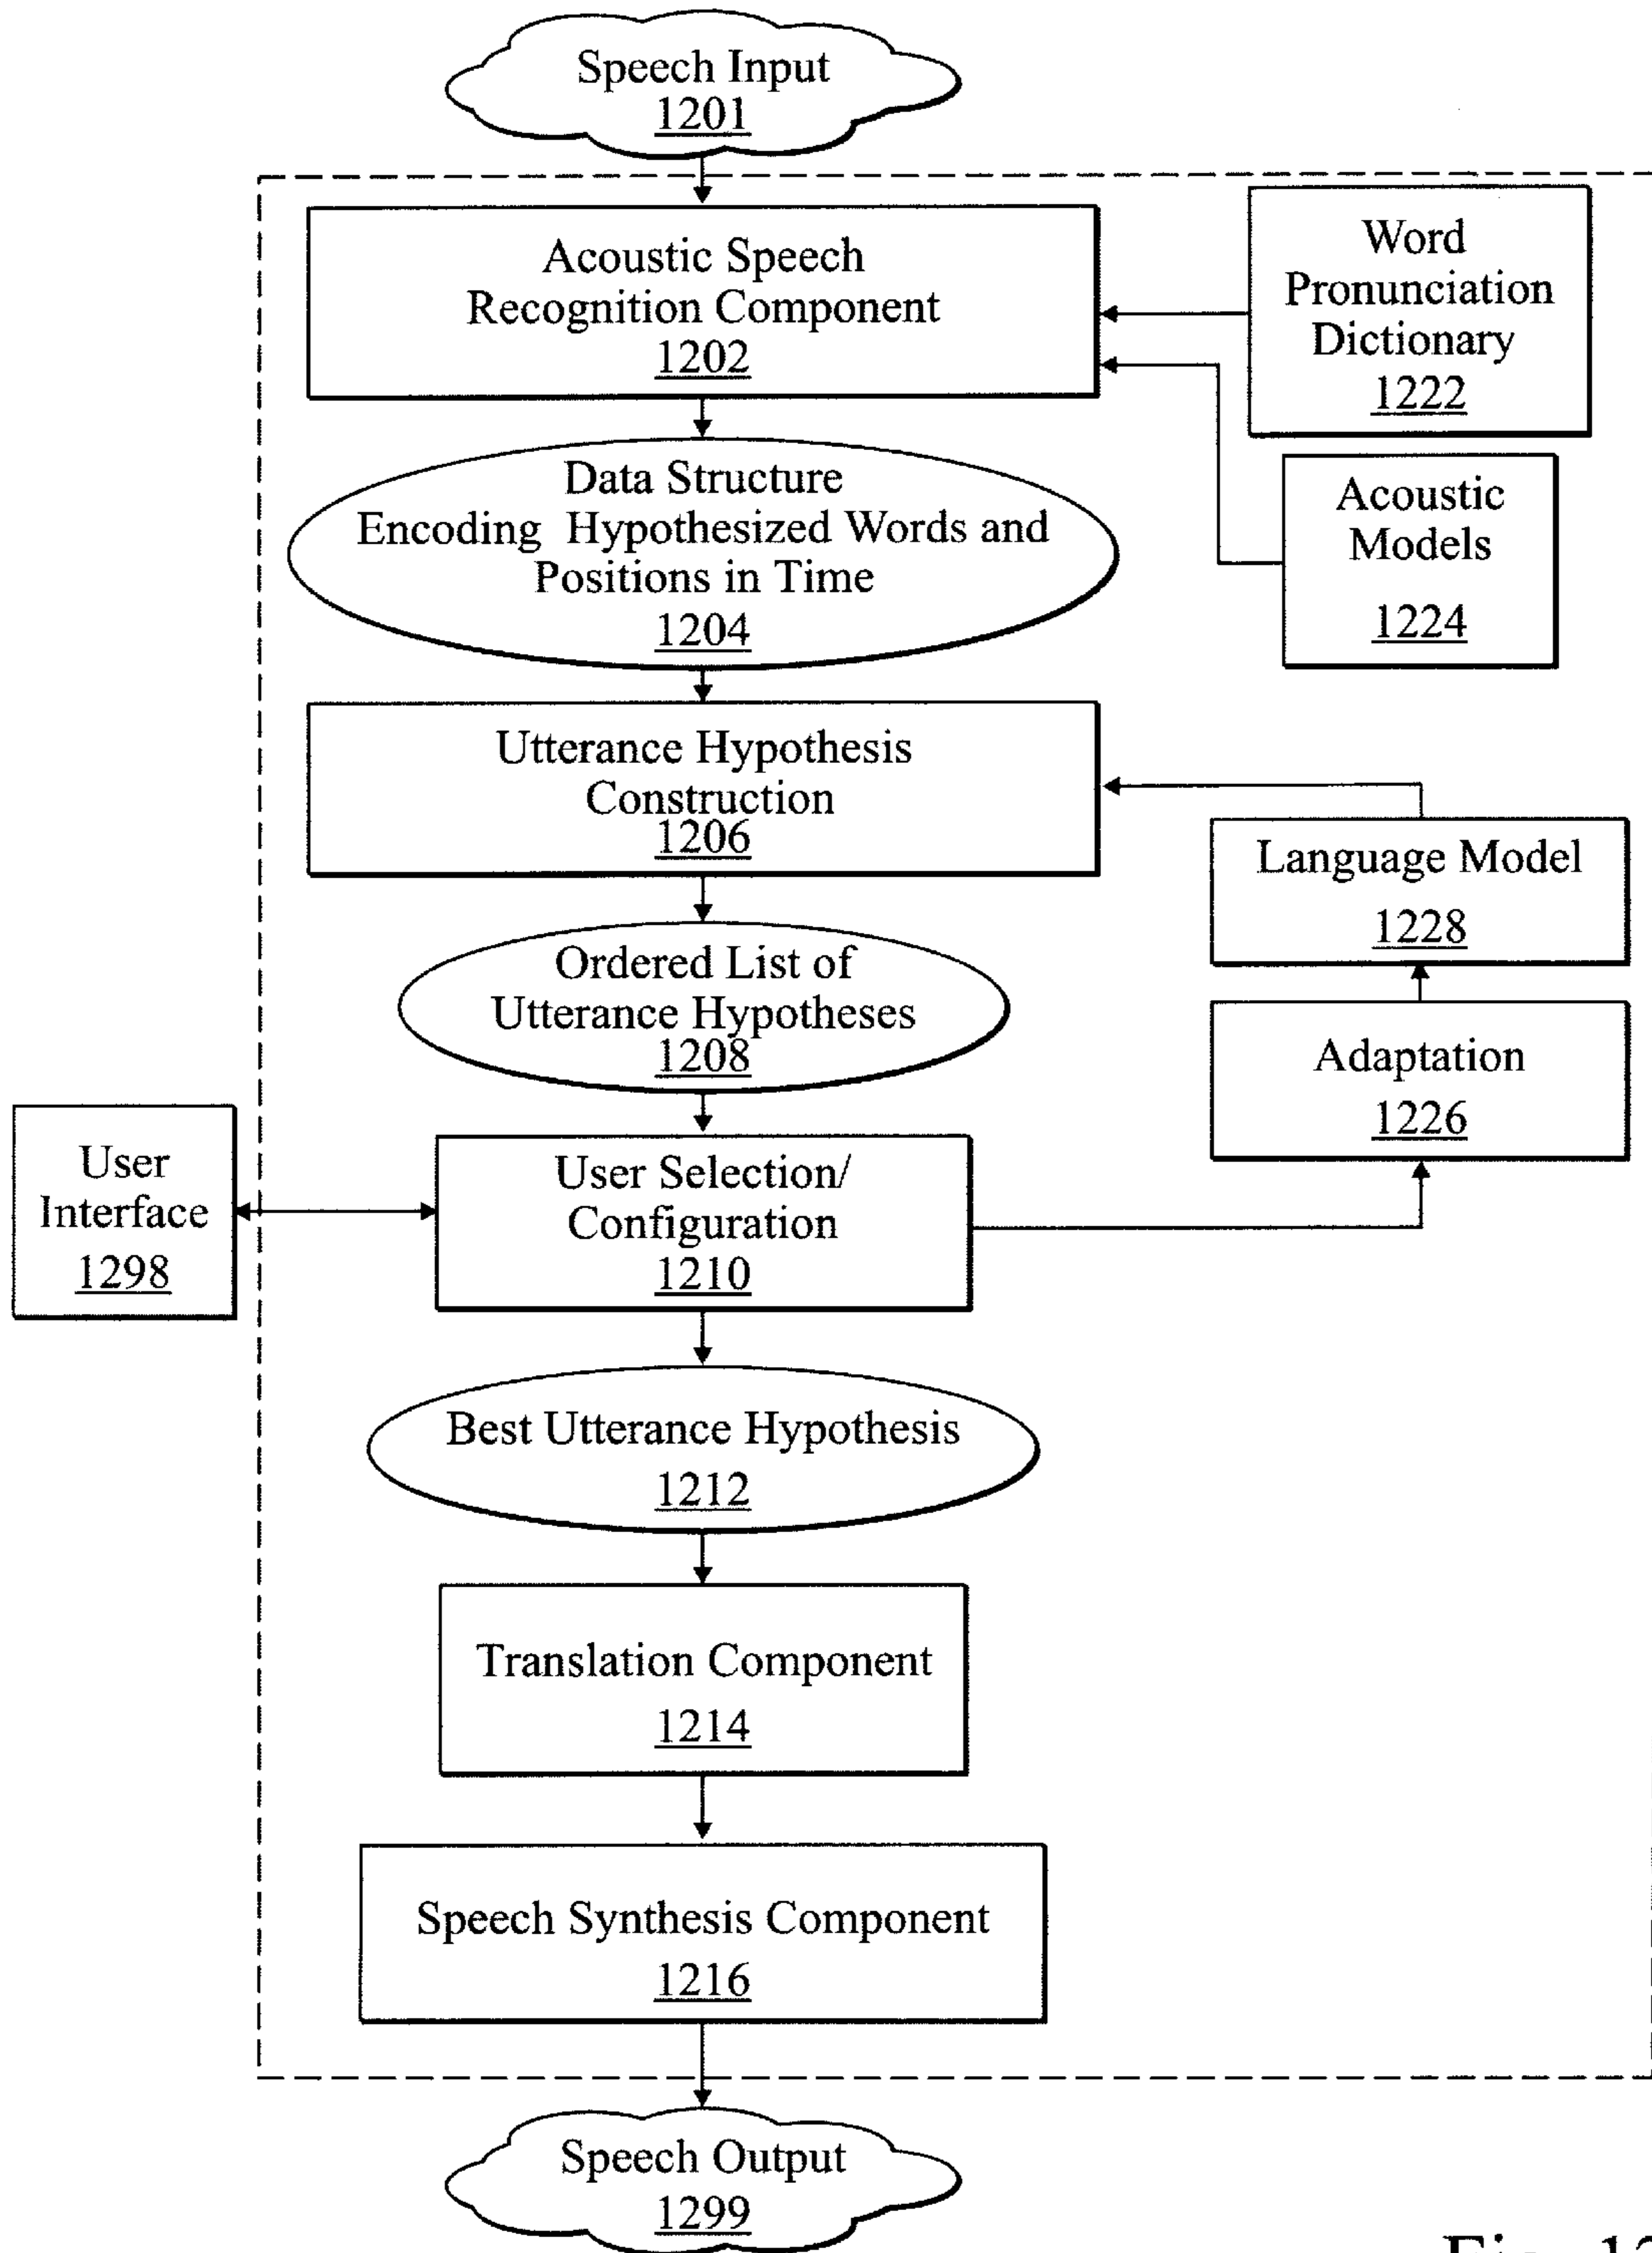 Speech Input
1201
Acoustic Speech
Recognition Component
1202
Word
Pronunciation
Dictionary
1222
Data Structure
Encoding Hypothesized Words and
Positions in Time
1204
Acoustic
Models
1224
Utterance Hypothesis
Construction
1206
Language Model
1228
Ordered List of
Utterance Hypotheses
1208
Adaptation
1226
User
Interface
1298
User Selection/
Configuration
1210
Best Utterance Hypothesis
1212
Translation Component
1214
Speech Synthesis Component
1216
Speech Output
1299
Fig.